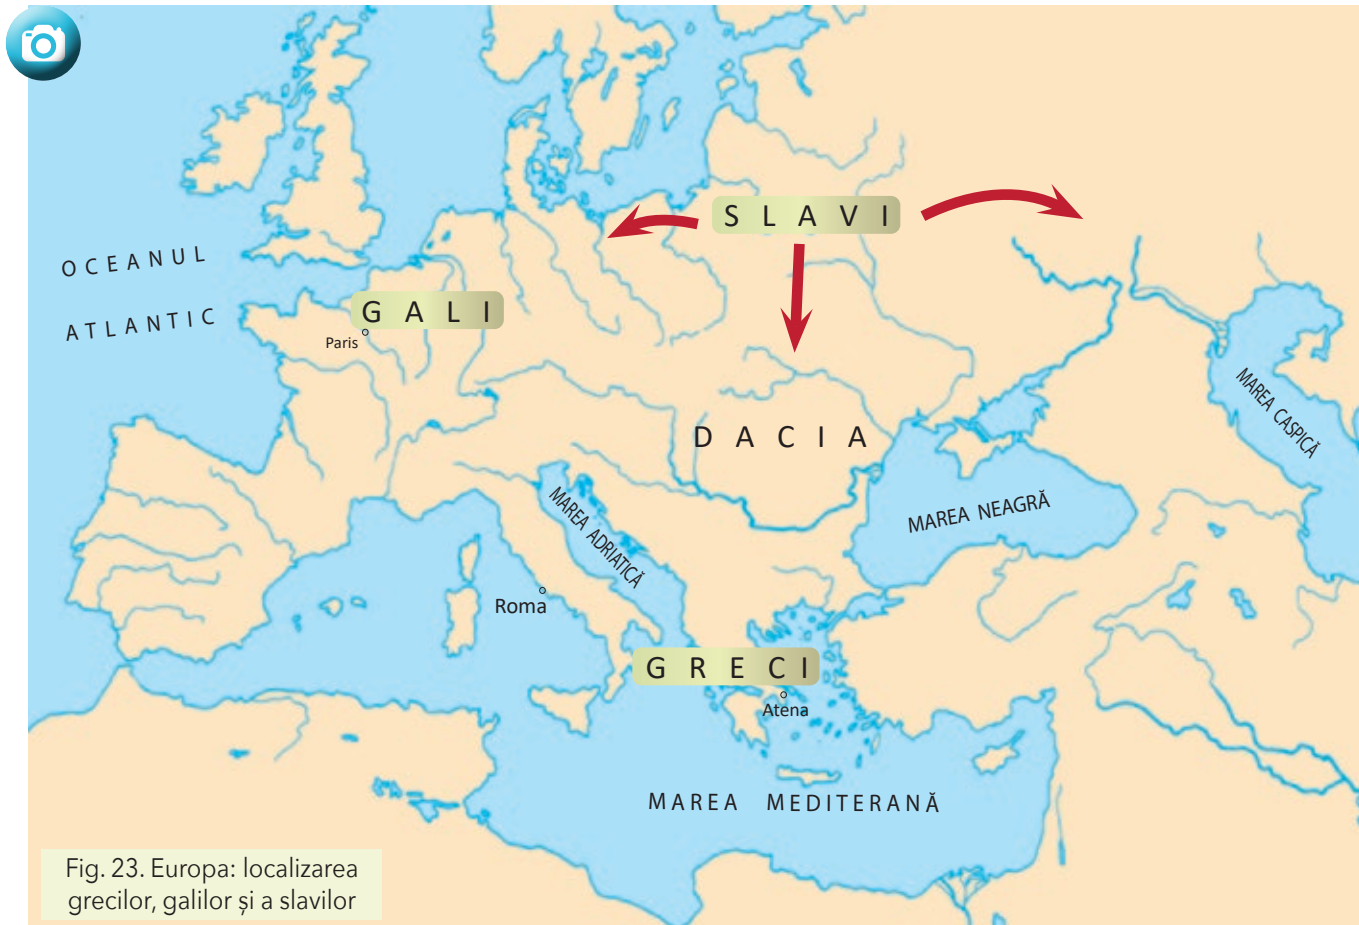 SLAVI
OCEANUL
ATLANTIC
GALI
Paris
MAREA CASPICĂ
DACIA
MAREA NEAGRĂ
MAREA ADRIATICĂ
Roma
GRECI
Atena
MAREA MEDITERANĂ
Fig. 23. Europa: localizarea
grecilor, galilor și a slavilor